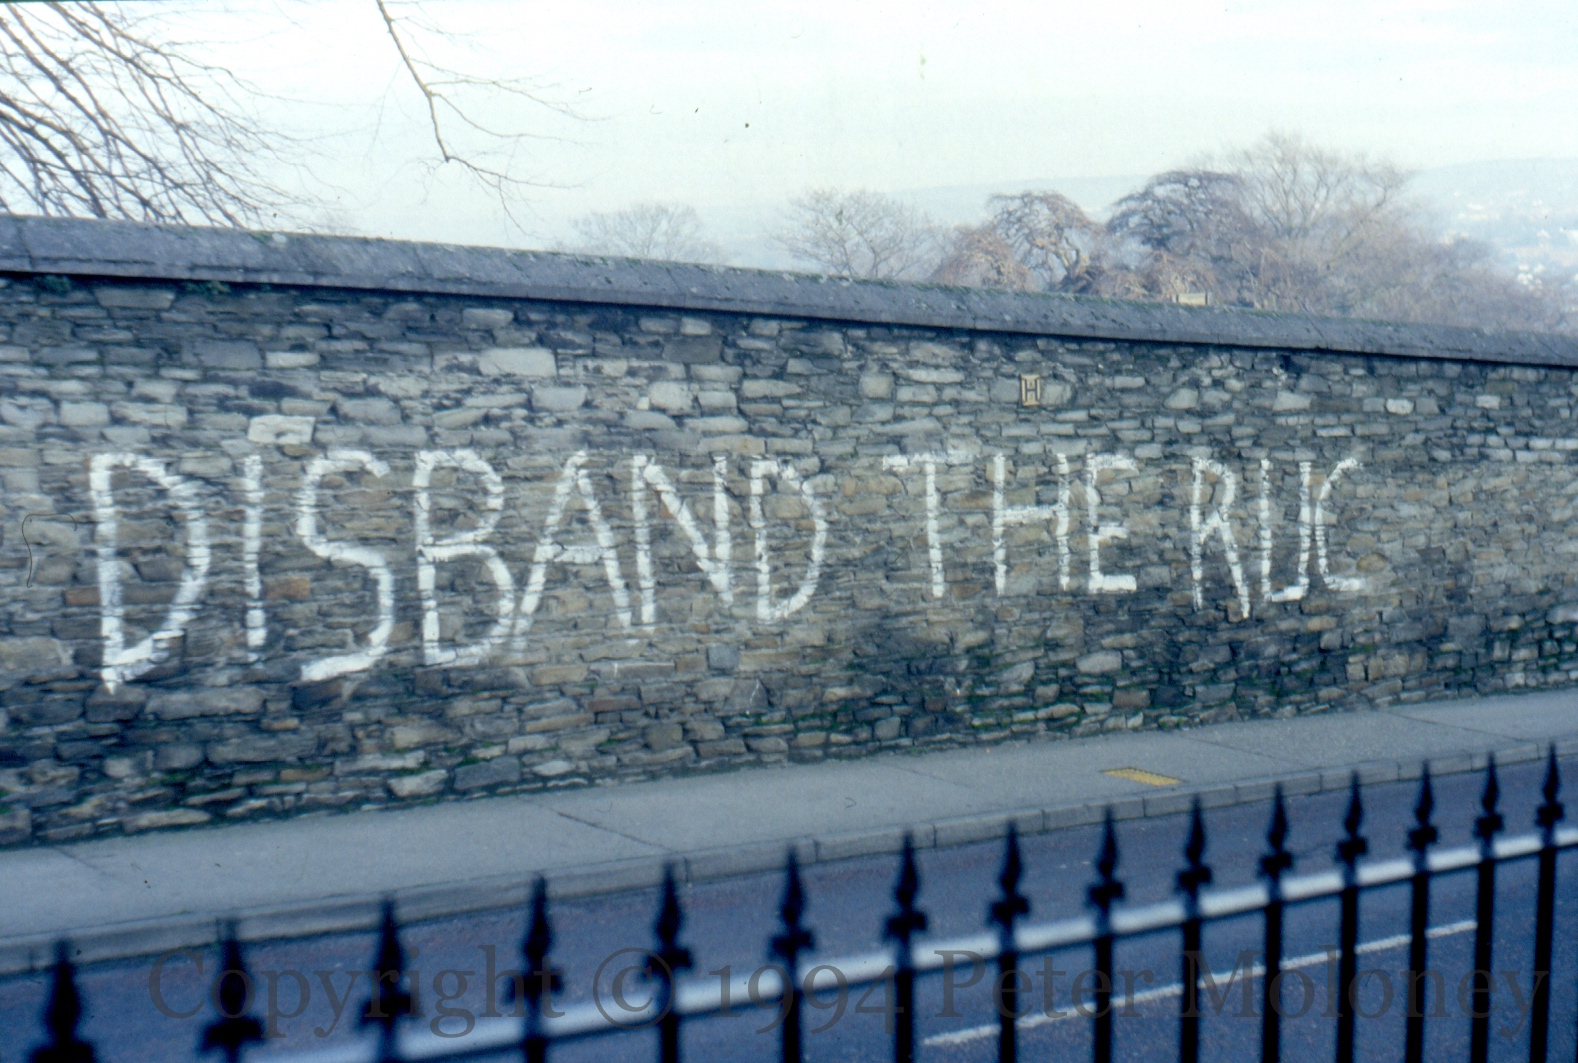 DISBAND THE RUC
H
Copyright © 1994 Peter Moloney